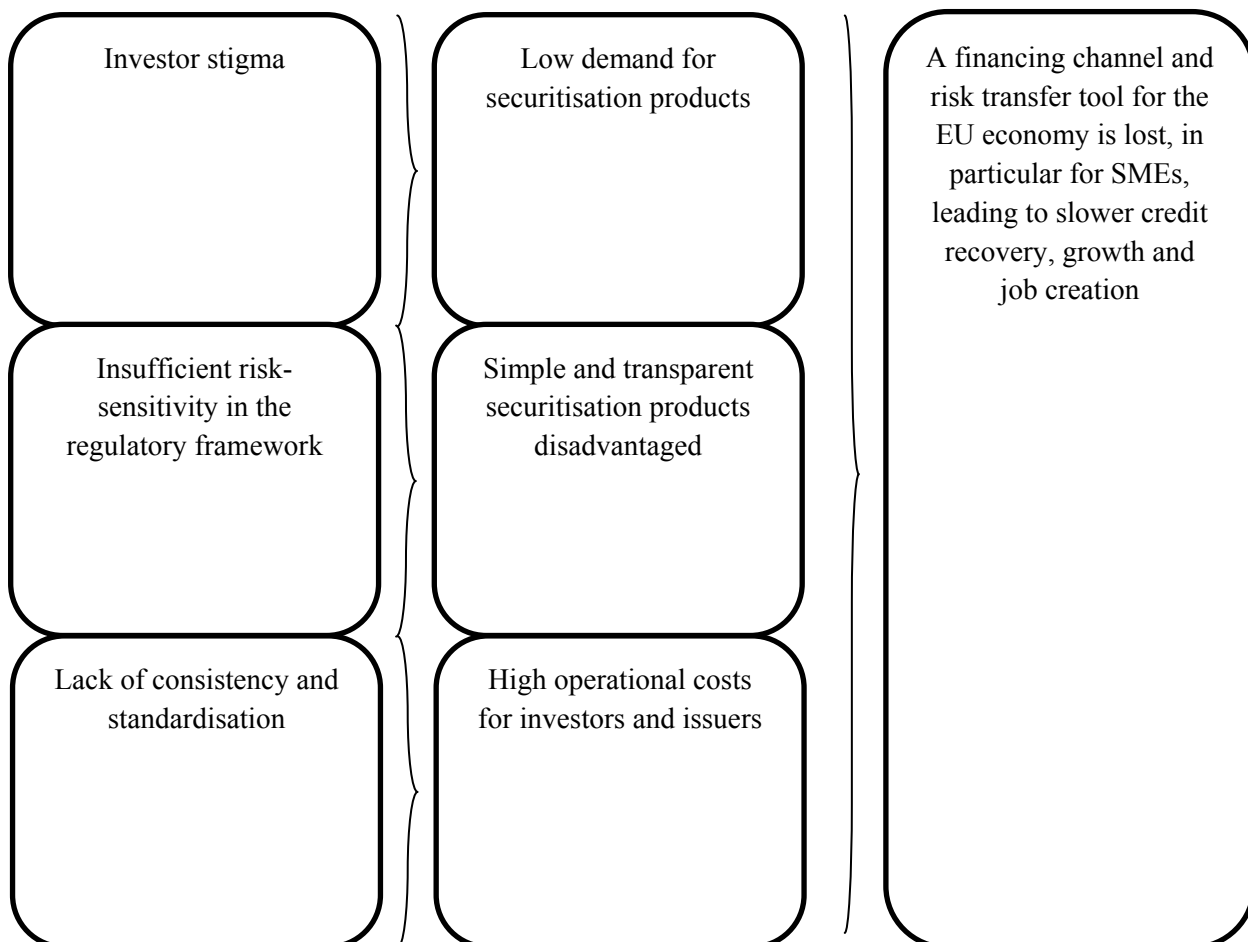 Investor stigma
Low demand for
securitisation products
A financing channel and
risk transfer tool for the
EU economy is lost, in
particular for SMEs,
leading to slower credit
recovery, growth and
job creation
Insufficient risk-
sensitivity in the
regulatory framework
Simple and transparent
securitisation products
disadvantaged
Lack of consistency and
standardisation
High operational costs
for investors and issuers